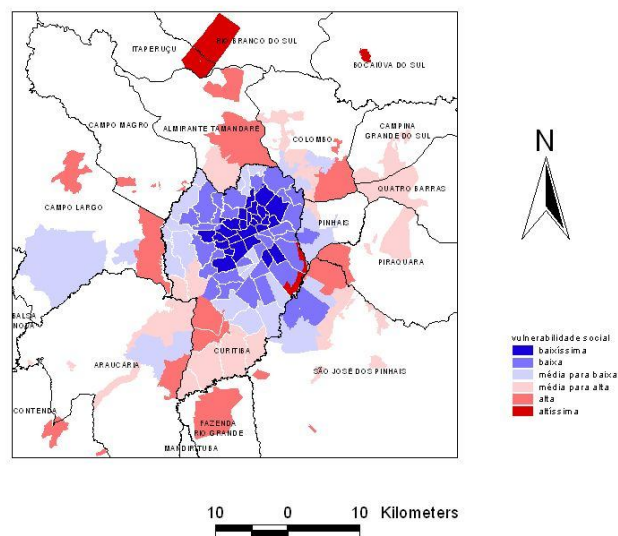 ITAPERUÇU
RIO BRANCO DO SUL
BOCAIUVA DO SUL
CAMPO MAGRO
ALMIRANTE TAMANDARE
COLOMBO
CAMPINA
GRANDE DO SUL
QUATRO BARRAS
CAMPO LARGO
PINHAIS
PIRAQUARA
BALSA
NOVA
ARAUCÁRIA
CURITIBA
SÃO JOSÉ DOS PINHAIS
CONTENDA
FAZENDA
RIO GRANDE
MANDIRITUBA
N
vulnerabilidade social
baixíssima
baixa
média para baixa
média para alta
alta
altíssima
10 0 10 Kilometers